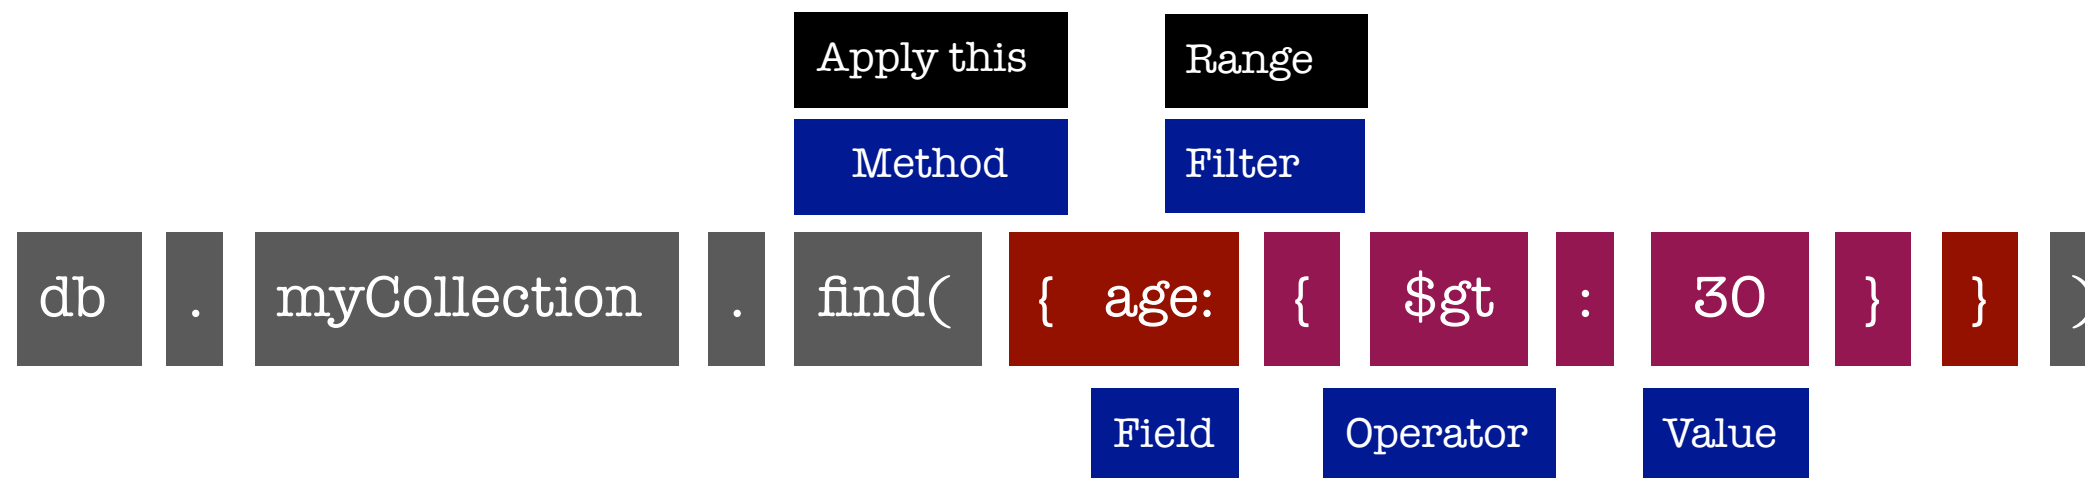 Apply this Range
Method Filter
db . myCollection . find( { age: { $gt : 30 } } )
Field Operator Value